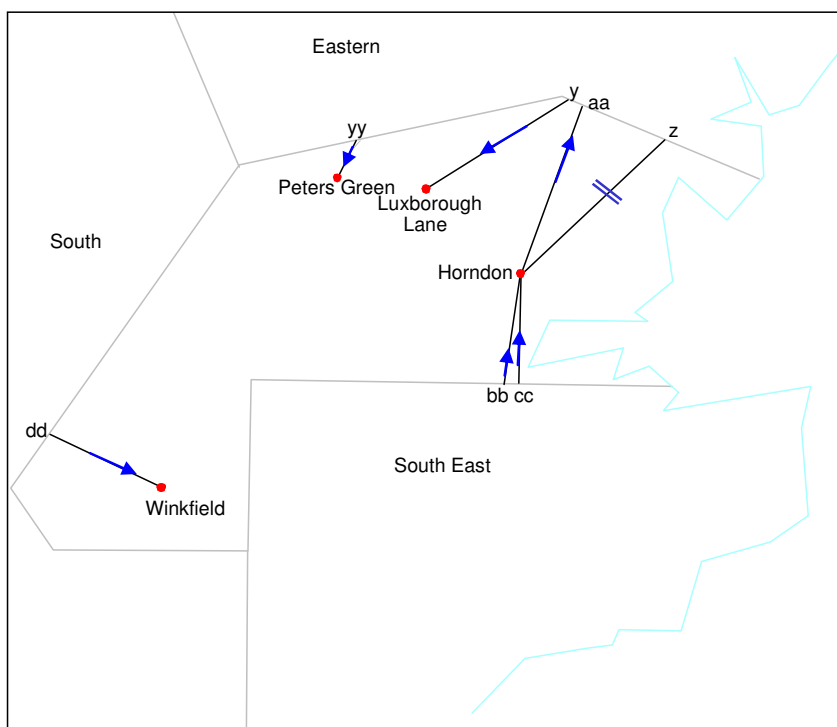 Eastern
y
aa
yy
z
Peters Green
Luxborough
Lane
South
Horndon
bb cc
dd
South East
Winkfield